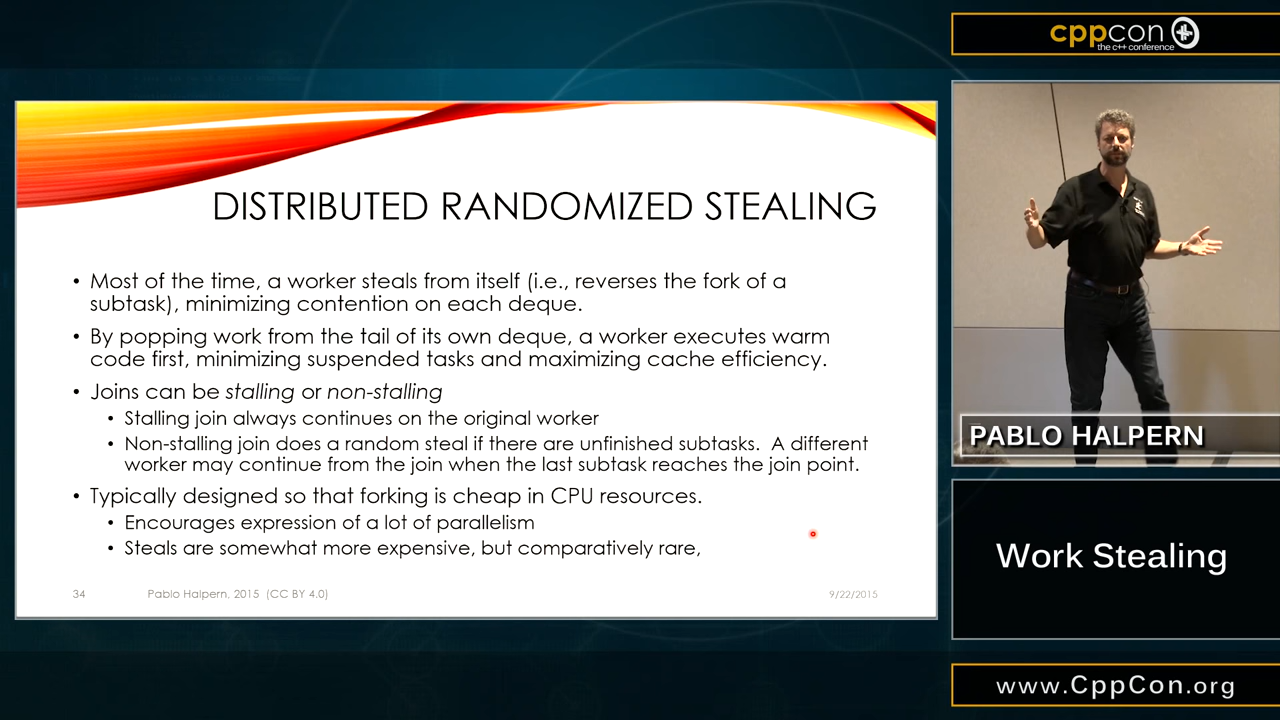 DISTRIBUTED RANDOMIZED STEALING
• Most of the time, a worker steals from itself (i.e., reverses the fork of a
subtask), minimizing contention on each deque.
• By popping work from the tail of its own deque, a worker executes warm
code first, minimizing suspended tasks and maximizing cache efficiency.
• Joins can be stalling or non-stalling
• Stalling join always continues on the original worker
• Non-stalling join does a random steal if there are unfinished subtasks. A different
worker may continue from the join when the last subtask reaches the join point.
• Typically designed so that forking is cheap in CPU resources.
• Encourages expression of a lot of parallelism
• Steals are somewhat more expensive, but comparatively rare,
34
Pablo Halpern, 2015 (CC BY 4.0)
9/22/2015
cppcon
the c++ conference
PABLO HALPERN
Work Stealing
www.CppCon.org